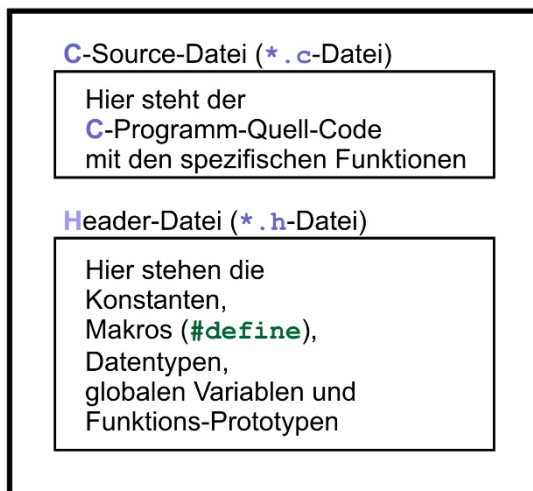 C-Source-Datei (*.c-Datei)
Hier steht der
C-Programm-Quell-Code
mit den spezifischen Funktionen
Header-Datei (*.h-Datei)
Hier stehen die
Konstanten,
Makros (#define),
Datentypen,
globalen Variablen und
Funktions-Prototypen